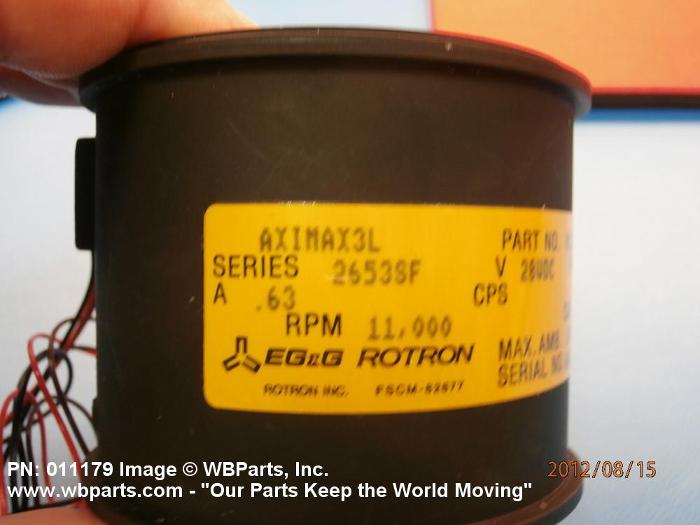 AXIMAX3L
SERIES 2653SF
A .63
RPM 11,000
EG&G ROTRON
ROTRON INC. FSCM-82877
PART NO.
V 28VDC
CPS
MAX. AMB.
SERIAL NO.
PN: 011179 Image © WBParts, Inc.
www.wbparts.com - "Our Parts Keep the World Moving"
2012/08/15